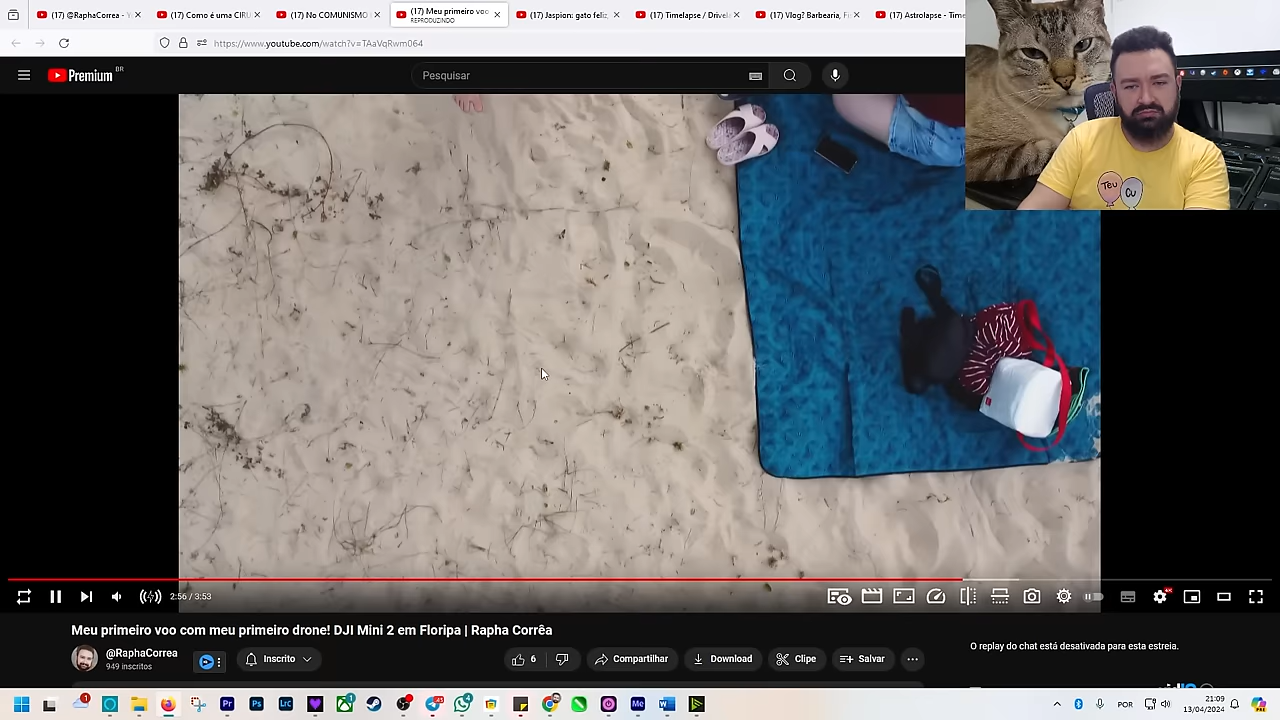 (17) @RaphaCorrea - Y
(17) Como é uma CIRU
(17) No COMUNISMO
(17) Meu primeiro voo
REPRODUZINDO
(17) Jaspion: gato feliz,
(17) Timelapse / Drivel
(17) Vlog? Barbearia, R
(17) Astrolapse - Time
https://www.youtube.com/watch?v=TAaVqRwm064
Premium BR
Pesquisar
TEU
CU
2:56 / 3:53
Meu primeiro voo com meu primeiro drone! DJI Mini 2 em Floripa | Rapha Corrêa
@RaphaCorrea
949 inscritos
Inscrito
6
Compartilhar
Download
Clipe
Salvar
O replay do chat está desativada para esta estreia.
POR
21:09
13/04/2024